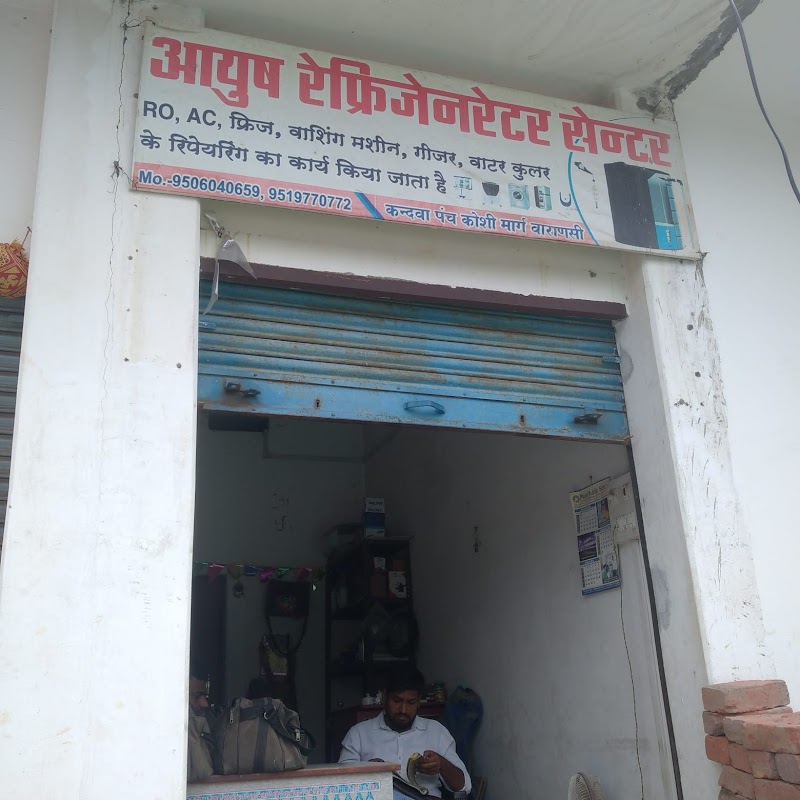 आयुष रेफ्रिजेनरेटर सेन्टर
RO, AC, फ्रिज, वाशिंग मशीन, गीजर, वाटर कुलर
के रिपेयरिंग का कार्य किया जाता है
Mo.-9506040659, 9519770772
कन्दवा पंच कोशी मार्ग वाराणसी